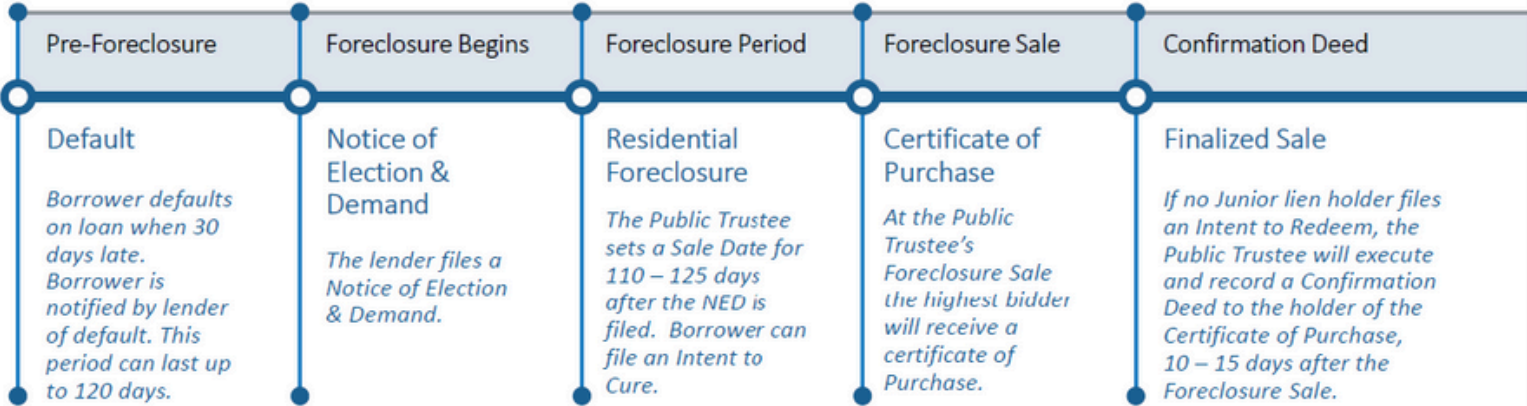 Pre-Foreclosure
Foreclosure Begins
Foreclosure Period
Foreclosure Sale
Confirmation Deed
Default
Borrower defaults
on loan when 30
days late.
Borrower is
notified by lender
of default. This
period can last up
to 120 days.
Notice of
Election &
Demand
The lender files a
Notice of Election
& Demand.
Residential
Foreclosure
The Public Trustee
sets a Sale Date for
110 – 125 days
after the NED is
filed. Borrower can
file an Intent to
Cure.
Certificate of
Purchase
At the Public
Trustee's
Foreclosure Sale
the highest bidder
will receive a
certificate of
Purchase.
Finalized Sale
If no Junior lien holder files
an Intent to Redeem, the
Public Trustee will execute
and record a Confirmation
Deed to the holder of the
Certificate of Purchase,
10 – 15 days after the
Foreclosure Sale.